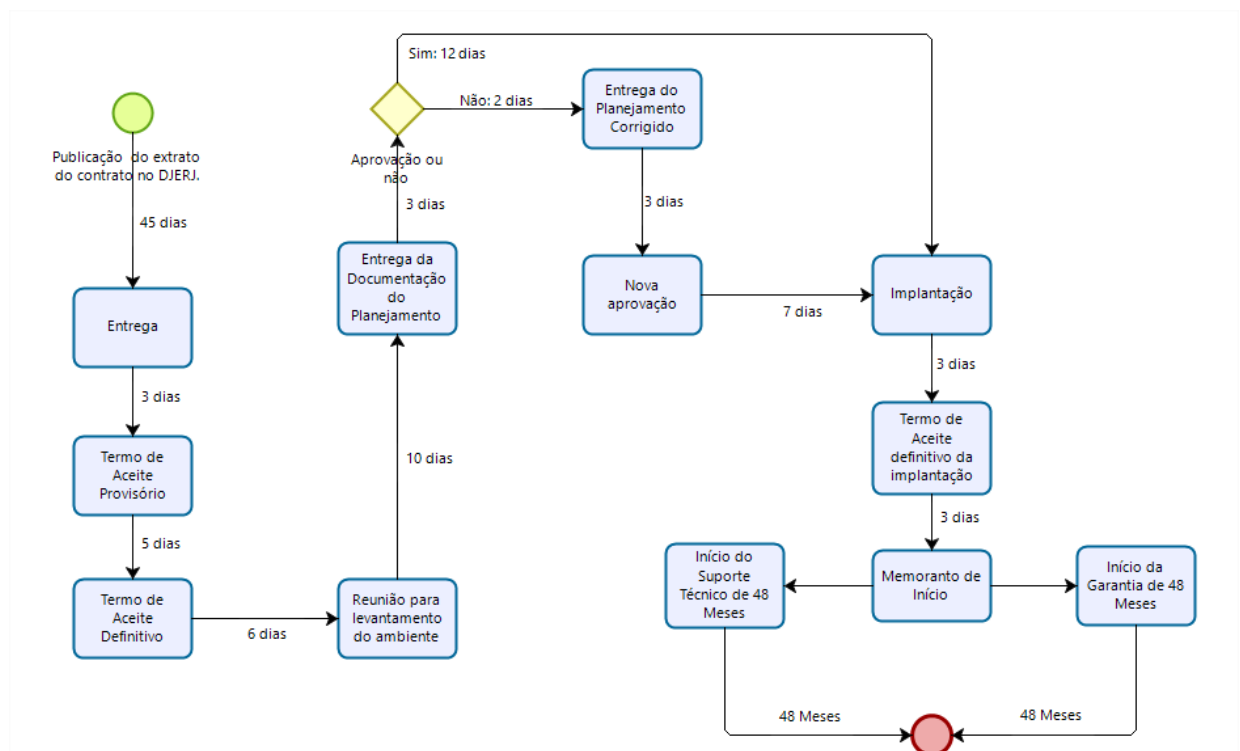 Publicação do extrato
do contrato no DJERJ.
45 dias
Entrega
3 dias
Termo de
Aceite
Provisório
5 dias
Termo de
Aceite
Definitivo
6 dias
Reunião para
levantamento
do ambiente
10 dias
Entrega da
Documentação
do
Planejamento
3 dias
Aprovação ou
não
Sim: 12 dias
Não: 2 dias
Entrega do
Planejamento
Corrigido
3 dias
Nova
aprovação
7 dias
Implantação
3 dias
Termo de
Aceite
definitivo da
implantação
3 dias
Memoranto de
Início
Início do
Suporte
Técnico de 48
Meses
Início da
Garantia de 48
Meses
48 Meses
48 Meses